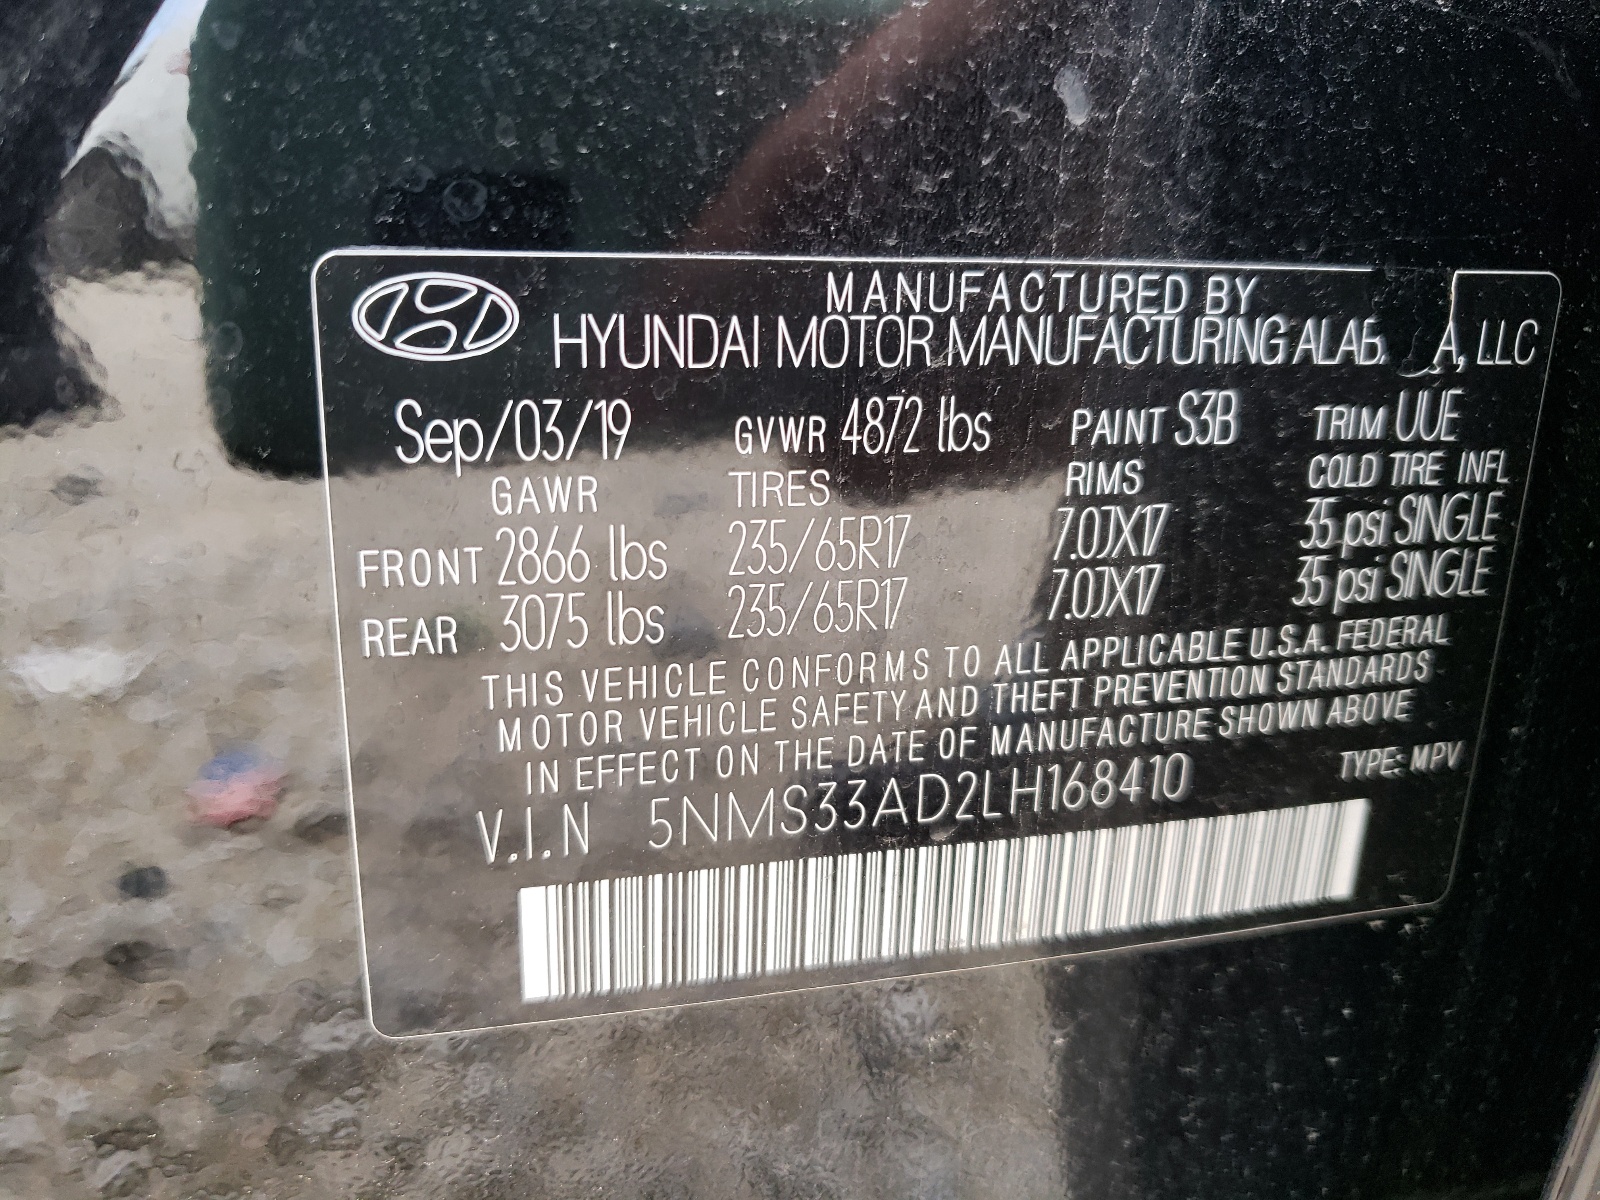 MANUFACTURED BY
HYUNDAI MOTOR MANUFACTURING ALAB A, LLC
Sep/03/19 GVWR 4872 lbs PAINT S3B TRIM UUE
GAWR TIRES RIMS COLD TIRE INFL
FRONT 2866 lbs 235/65R17 7.0JX17 35 psi SINGLE
REAR 3075 lbs 235/65R17 7.0JX17 35 psi SINGLE
THIS VEHICLE CONFORMS TO ALL APPLICABLE U.S.A. FEDERAL
MOTOR VEHICLE SAFETY AND THEFT PREVENTION STANDARDS
IN EFFECT ON THE DATE OF MANUFACTURE SHOWN ABOVE
V.I.N 5NMS33AD2LH168410 TYPE: MPV